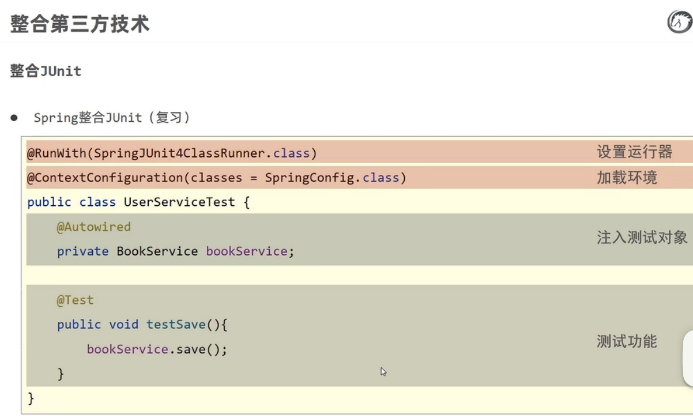 整合第三方技术
整合JUnit
● Spring整合JUnit（复习）
@RunWith(SpringJUnit4ClassRunner.class) 设置运行器
@ContextConfiguration(classes = SpringConfig.class) 加载环境
public class UserServiceTest {
@Autowired
private BookService bookService; 注入测试对象
@Test
public void testSave(){
bookService.save(); 测试功能
}
}